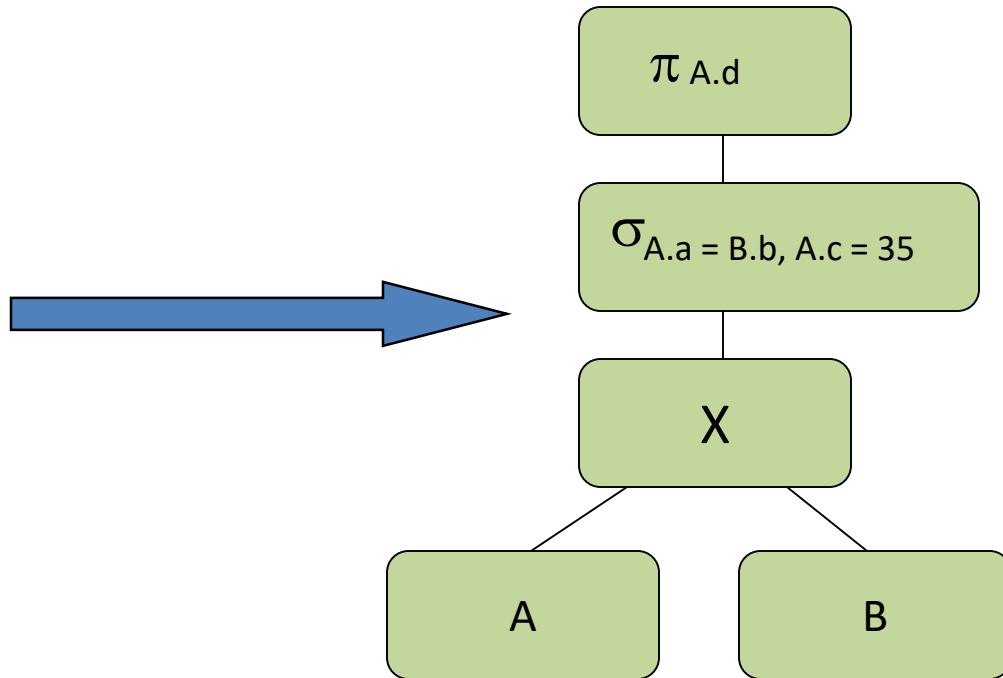 π A.d
σA.a = B.b, A.c = 35
X
A
B